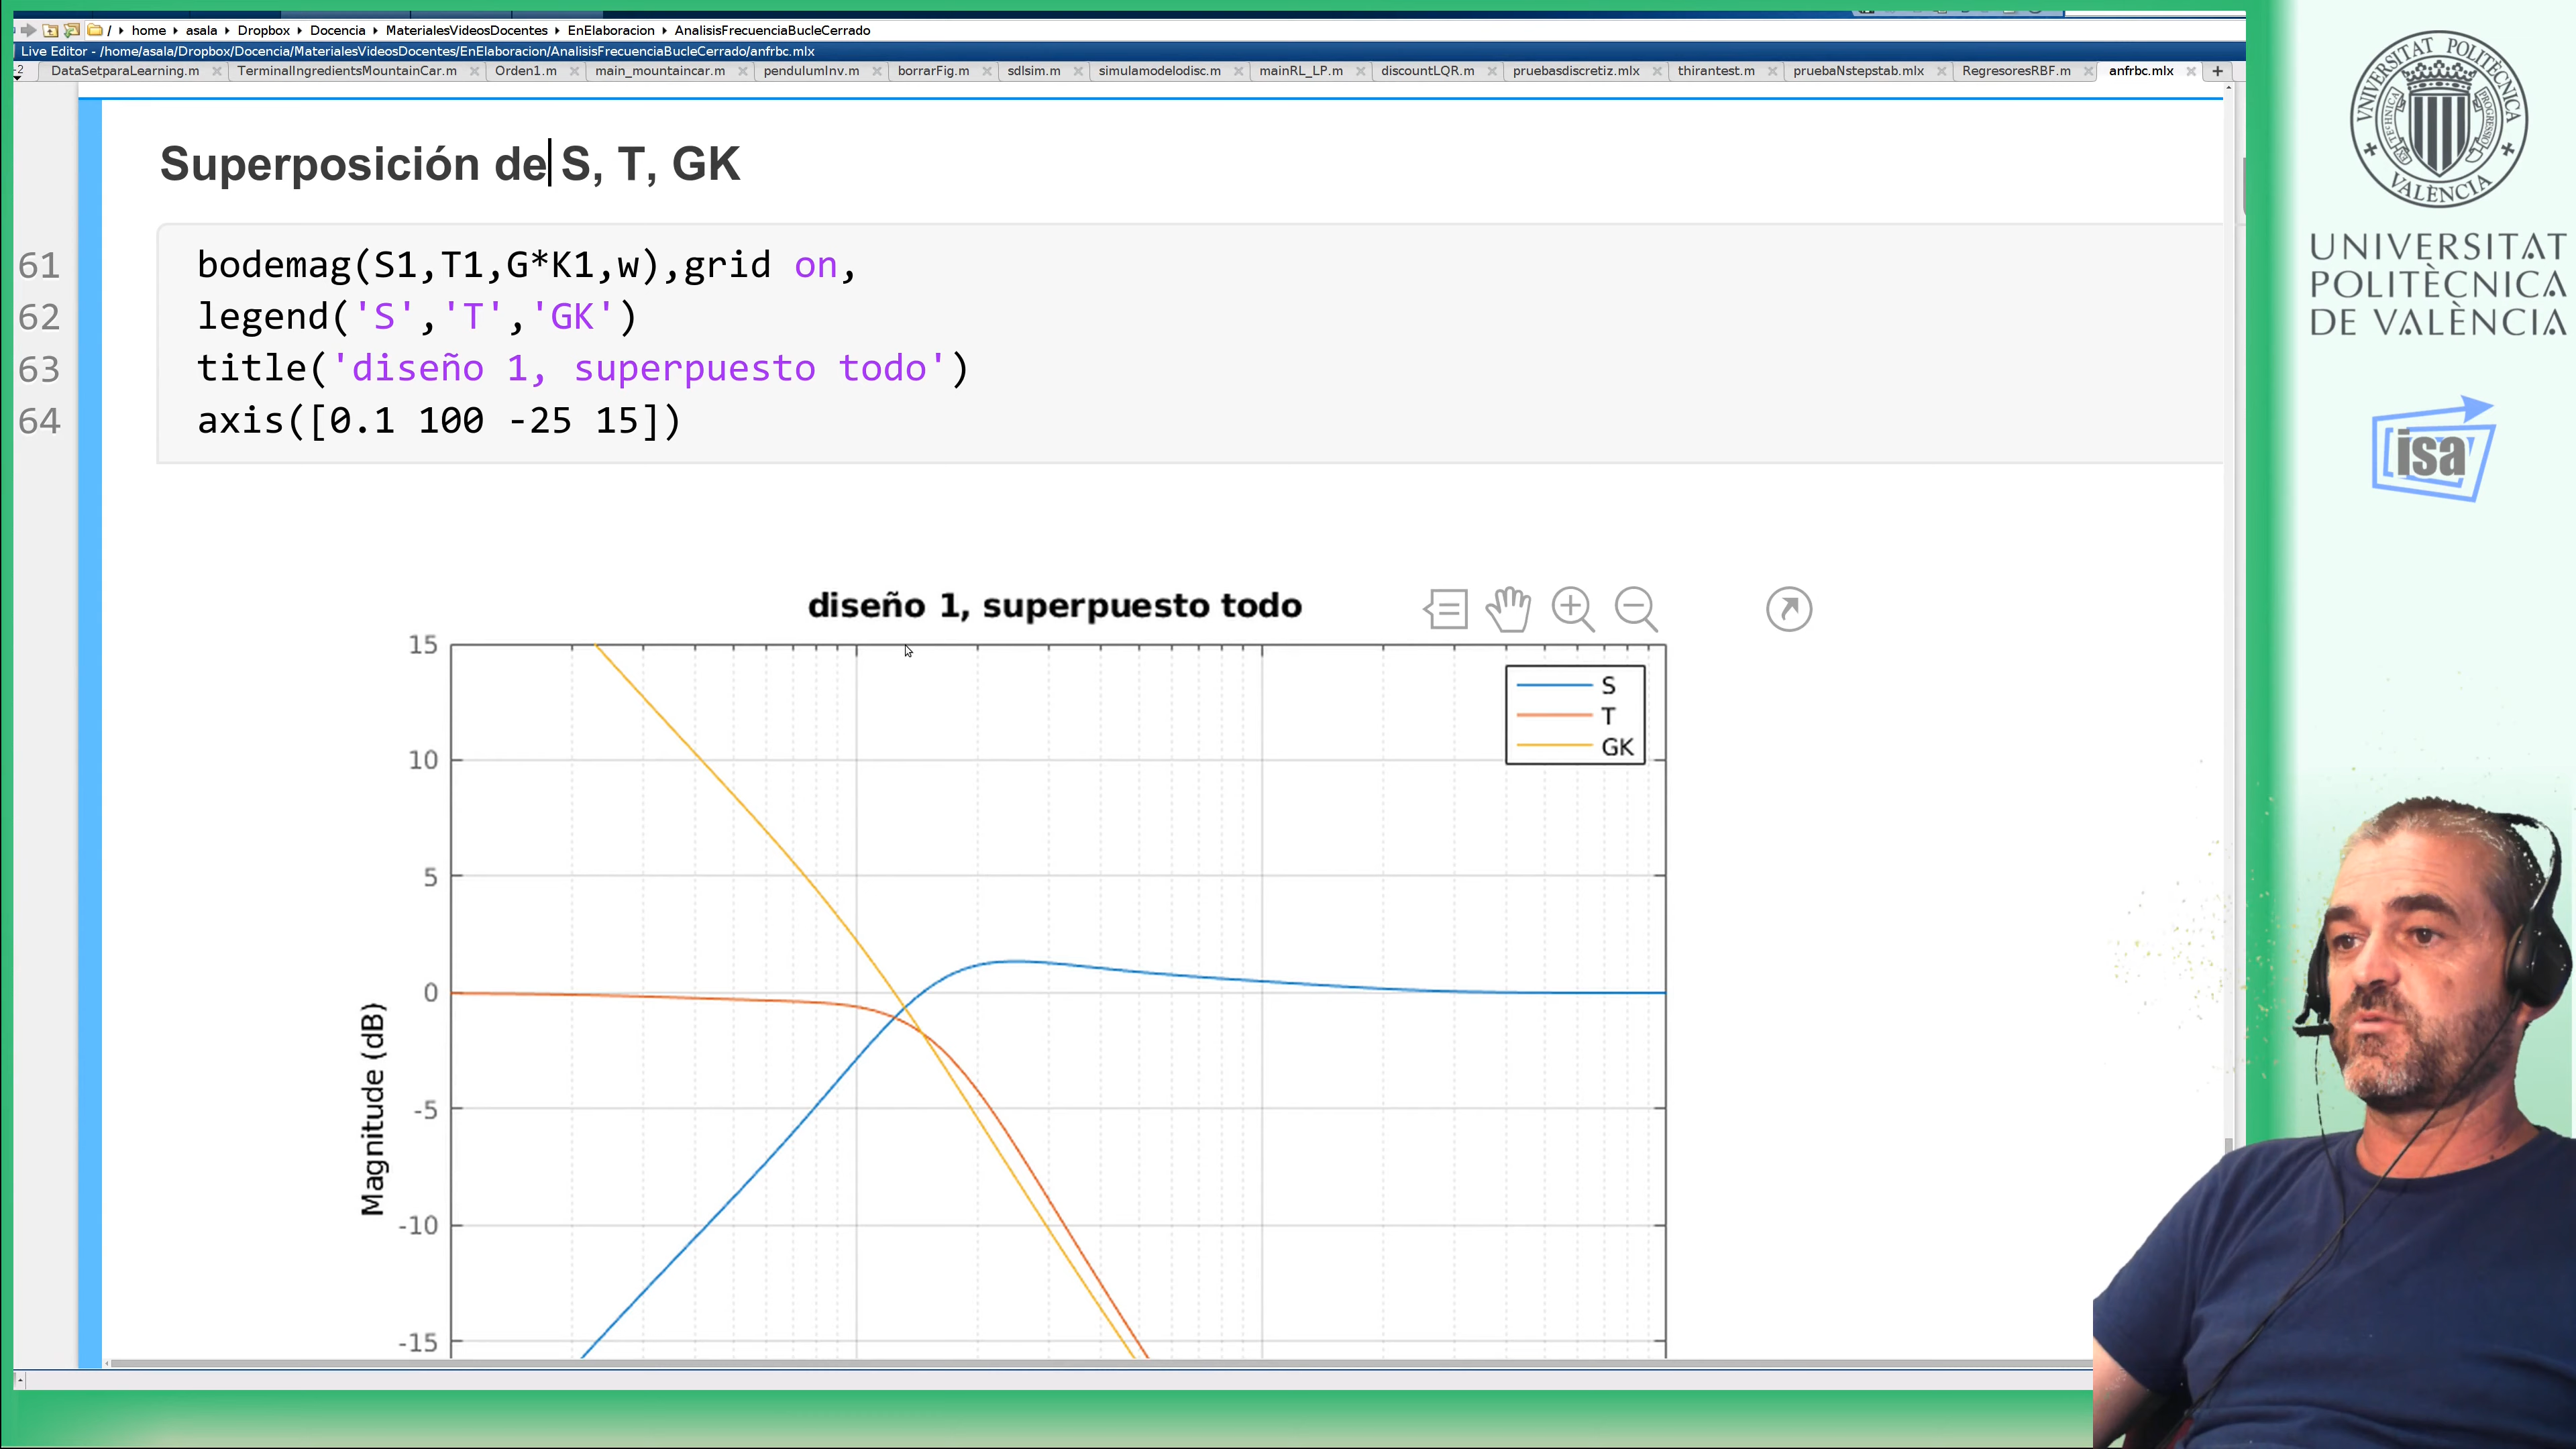 / home asala Dropbox Docencia MaterialesVideosDocentes EnElaboracion AnalisisFrecuenciaBucleCerrado
Live Editor - /home/asala/Dropbox/Docencia/MaterialesVideosDocentes/EnElaboracion/AnalisisFrecuenciaBucleCerrado/anfrbc.mlx
DataSetparaLearning.m TerminalIngredientsMountainCar.m Orden1.m main_mountaincar.m pendulumInv.m borrarFig.m sdlsim.m simulamodelodisc.m mainRL_LP.m discountLQR.m pruebasdiscretiz.mlx thirantest.m pruebaNstepstab.mlx RegresoresRBF.m anfrbc.mlx
Superposición de S, T, GK
61 bodemag(S1,T1,G*K1,w),grid on,
62 legend('S','T','GK')
63 title('diseño 1, superpuesto todo')
64 axis([0.1 100 -25 15])
diseño 1, superpuesto todo
15
10
5
0
-5
-10
-15
Magnitude (dB)
S
T
GK
UNIVERSITAT POLITÈCNICA
VALÈNCIA
UNIVERSITAT
POLITÈCNICA
DE VALÈNCIA
isa